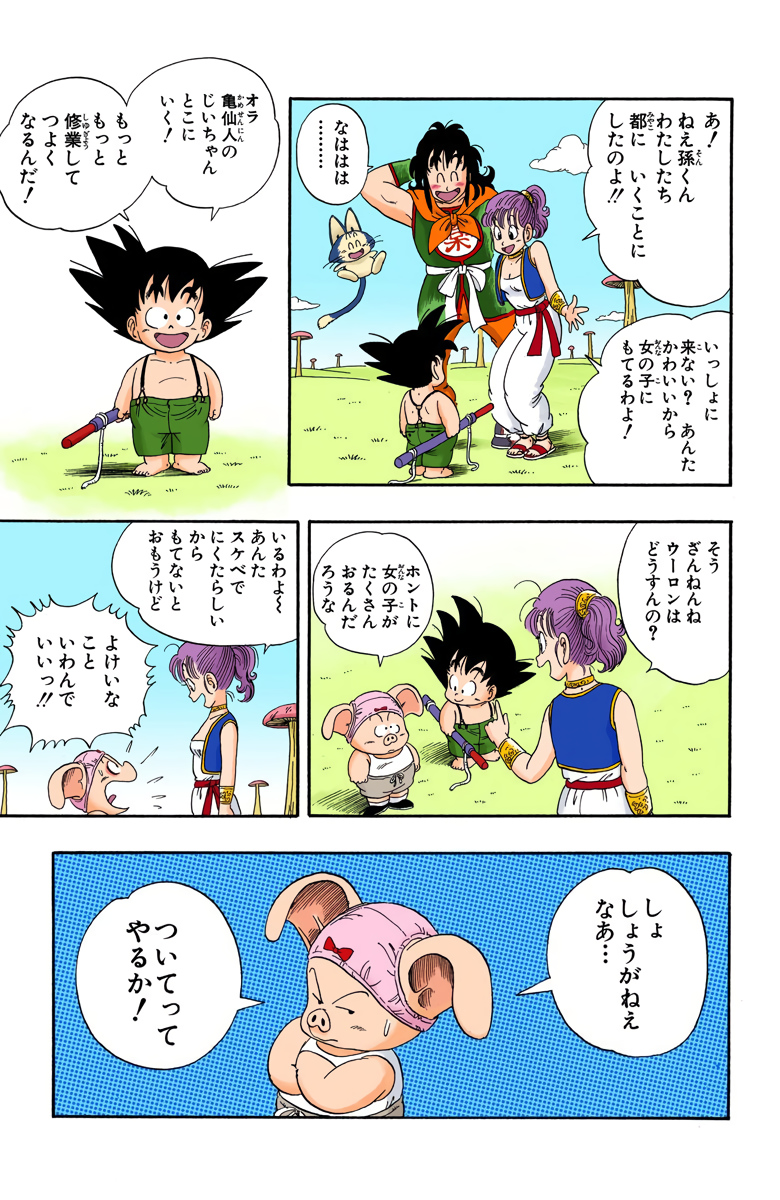 あ！
ねえ孫くん
わたしたち
都に いくことに
したのよ!!
いっしょに
来ない？ あんた
かわいいから
女の子に
もてるわよ！
なははは
………
オラ
亀仙人の
じいちゃん
とこに
いく！
もっと
もっと
修業して
つよく
なるんだ！
そう
ざんねんね
ウーロンは
どうすんの？
ホントに
女の子が
たくさん
おるんだ
ろうな
いるわよ〜
あんた
スケベで
にくたらしい
から
もてないと
おもうけど
よけいな
こと
いわんで
いいっ!!
しょ
しょうがねえ
なあ…
ついてって
やるか！